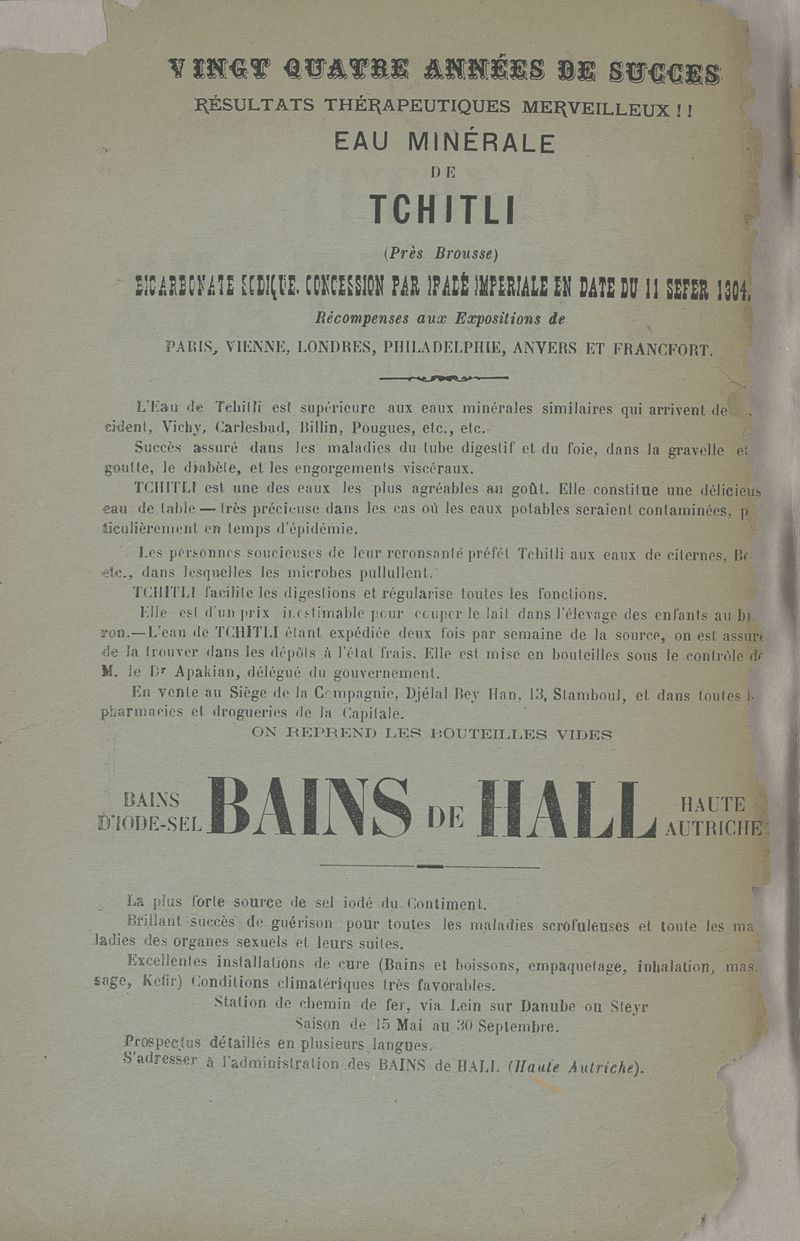 VINGT QUATRE ANNÉES DE SUCCES
RÉSULTATS THÉRAPEUTIQUES MERVEILLEUX !!
EAU MINÉRALE
DE
TCHITLI
(Près Brousse)
BICARBONATE SODIQUE. CONCESSION PAR IRADÉ IMPERIALE EN DATE DU 11 SEFER 1304.
Récompenses aux Expositions de
PARIS, VIENNE, LONDRES, PHILADELPHIE, ANVERS ET FRANCFORT.
L'Eau de Tchitli est supérieure aux eaux minérales similaires qui arrivent de
cident, Vichy, Carlesbad, Billin, Pougues, etc., etc.
Succès assuré dans les maladies du tube digestif et du foie, dans la gravelle et
goutte, le diabète, et les engorgements viscéraux.
TCHITLI est une des eaux les plus agréables au goût. Elle constitue une délicieus
eau de table — très précieuse dans les cas où les eaux potables seraient contaminées, p
ticulièrement en temps d'épidémie.
Les personnes soucieuses de leur reronsanté préfét Tchitli aux eaux de citernes, Be
etc., dans lesquelles les microbes pullullent.
TCHITLI facilite les digestions et régularise toutes les fonctions.
Elle est d'un prix inestimable pour couper le lait dans l'élevage des enfants au bi
ron.—L'eau de TCHITLI étant expédiée deux fois par semaine de la source, on est assuré
de la trouver dans les dépôts à l'état frais. Elle est mise en bouteilles sous le contrôle de
M. le Dr Apakian, délégué du gouvernement.
En vente au Siège de la Compagnie, Djélal Bey Han, 13, Stamboul, et dans toutes l
pharmacies et drogueries de la Capitale.
ON REPREND LES BOUTEILLES VIDES
BAINS
D'IODE-SEL
BAINS DE HALL
HAUTE
AUTRICHE
La plus forte source de sel iodé du Contiment.
Brillant succès de guérison pour toutes les maladies scrofuleuses et toute les ma
ladies des organes sexuels et leurs suites.
Excellentes installations de cure (Bains et boissons, empaquetage, inhalation, mas
sage, Kefir) Conditions climatériques très favorables.
Station de chemin de fer, via Lein sur Danube ou Steyr
Saison de 15 Mai au 30 Septembre.
Prospectus détaillés en plusieurs langues.
S'adresser à l'administration des BAINS de HALL (Haute Autriche).